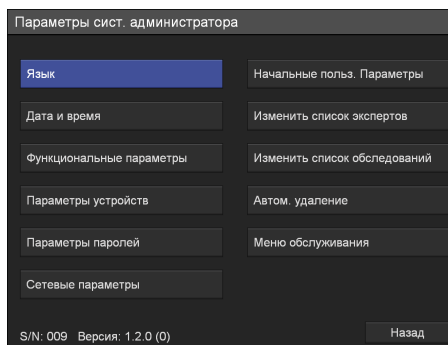 Параметры сист. администратора
Язык
Дата и время
Функциональные параметры
Параметры устройств
Параметры паролей
Сетевые параметры
Начальные польз. Параметры
Изменить список экспертов
Изменить список обследований
Автом. удаление
Меню обслуживания
S/N: 009 Версия: 1.2.0 (0)
Назад